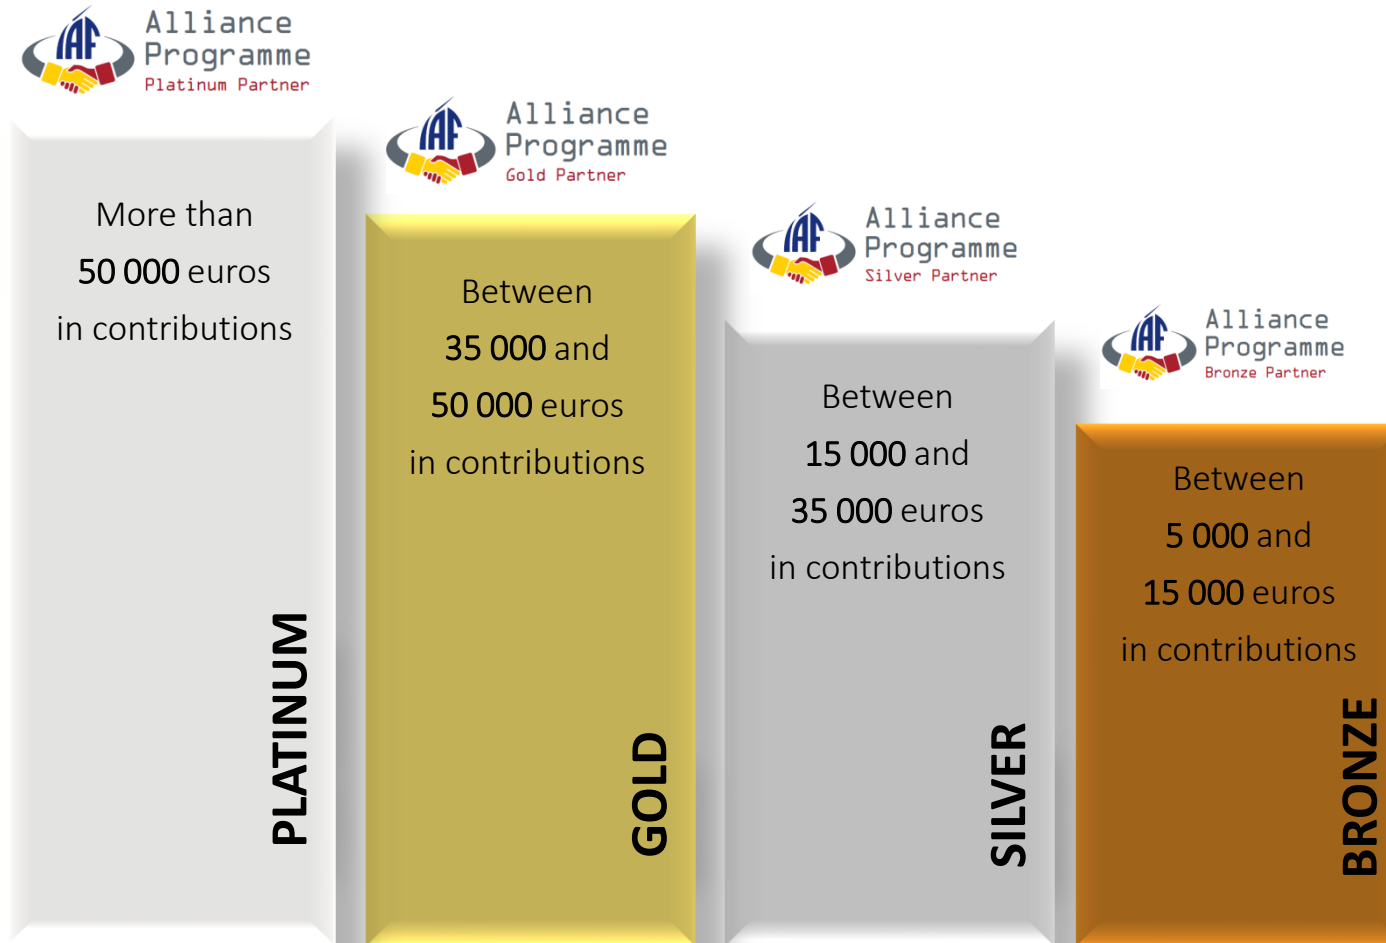 IAF
Alliance
Programme
Platinum Partner
More than
50 000 euros
in contributions
PLATINUM
IAF
Alliance
Programme
Gold Partner
Between
35 000 and
50 000 euros
in contributions
GOLD
IAF
Alliance
Programme
Silver Partner
Between
15 000 and
35 000 euros
in contributions
SILVER
IAF
Alliance
Programme
Bronze Partner
Between
5 000 and
15 000 euros
in contributions
BRONZE